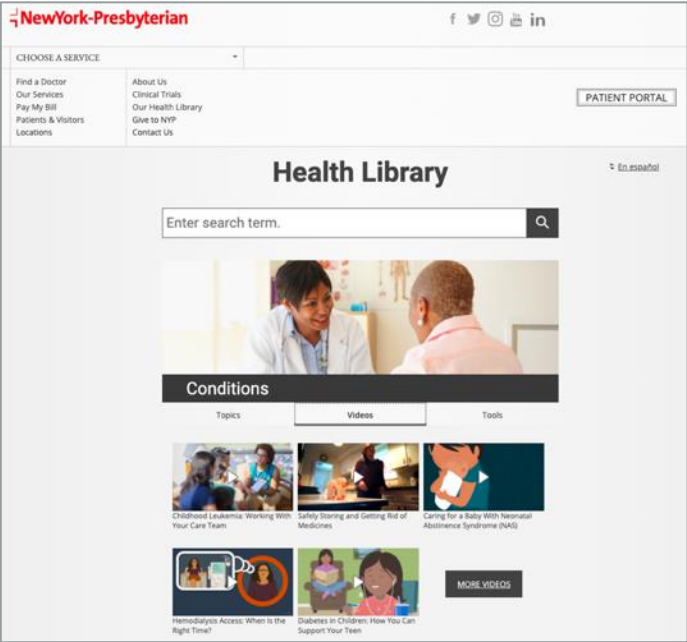 NewYork-Presbyterian
CHOOSE A SERVICE
Find a Doctor
Our Services
Pay My Bill
Patients & Visitors
Locations
About Us
Clinical Trials
Our Health Library
Give to NYP
Contact Us
PATIENT PORTAL
Health Library
En español
Enter search term.
Conditions
Topics
Videos
Tools
Childhood Leukemia: Working With
Your Care Team
Safely Storing and Getting Rid of
Medicines
Caring for a Baby With Neonatal
Abstinence Syndrome (NAS)
Hemodialysis Access: When Is the
Right Time?
Diabetes in Children: How You Can
Support Your Teen
MORE VIDEOS